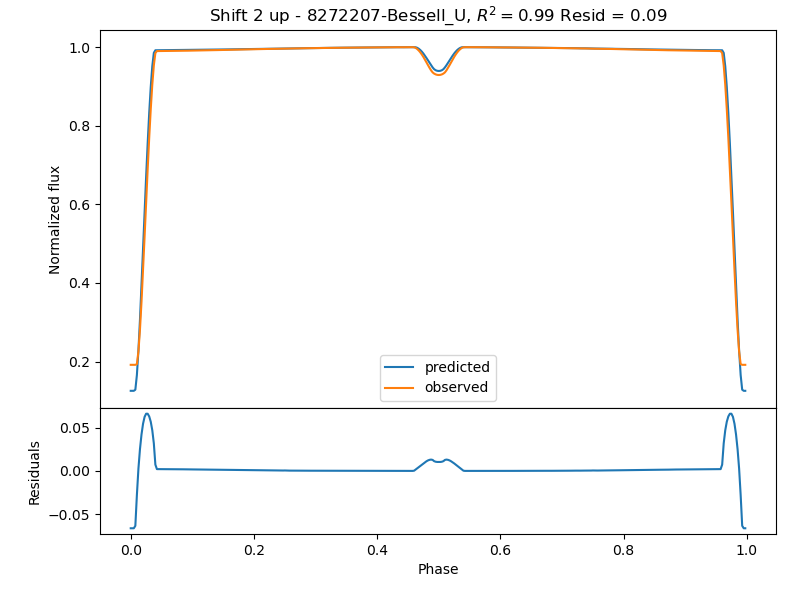 Shift 2 up - 8272207-Bessell_U, R² = 0.99 Resid = 0.09
1.0
0.8
0.6
0.4
0.2
Normalized flux
predicted
observed
0.05
0.00
−0.05
Residuals
0.0 0.2 0.4 0.6 0.8 1.0
Phase